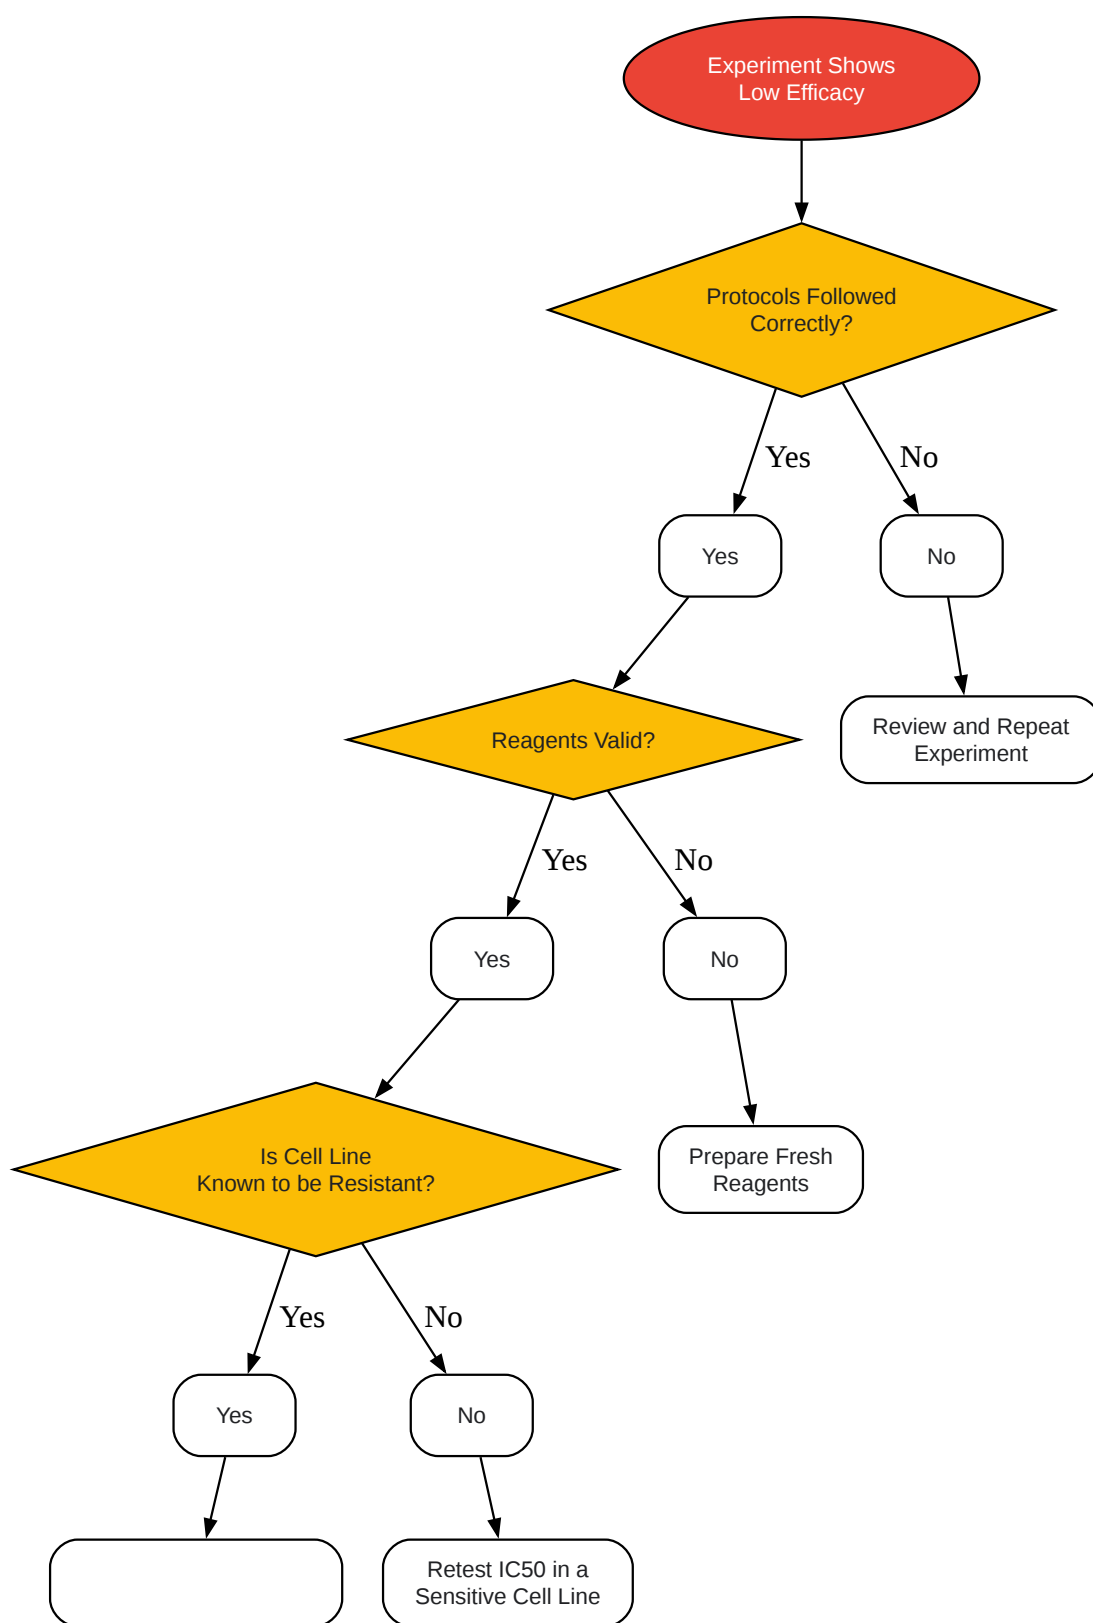 Experiment Shows
Low Efficacy
Protocols Followed
Correctly?
Yes
No
Yes
No
Review and Repeat
Experiment
Reagents Valid?
Yes
No
Yes
No
Prepare Fresh
Reagents
Is Cell Line
Known to be Resistant?
Yes
No
Yes
No
Retest IC50 in a
Sensitive Cell Line